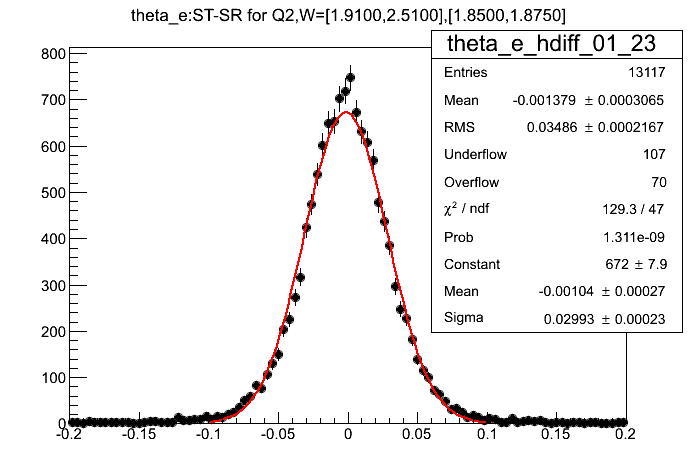 theta_e:ST-SR for Q2,W=[1.9100,2.5100],[1.8500,1.8750]
theta_e_hdiff_01_23
Entries 13117
Mean -0.001379 ± 0.0003065
RMS 0.03486 ± 0.0002167
Underflow 107
Overflow 70
χ² / ndf 129.3 / 47
Prob 1.311e-09
Constant 672 ± 7.9
Mean -0.00104 ± 0.00027
Sigma 0.02993 ± 0.00023
800
700
600
500
400
300
200
100
0
-0.2 -0.15 -0.1 -0.05 0 0.05 0.1 0.15 0.2